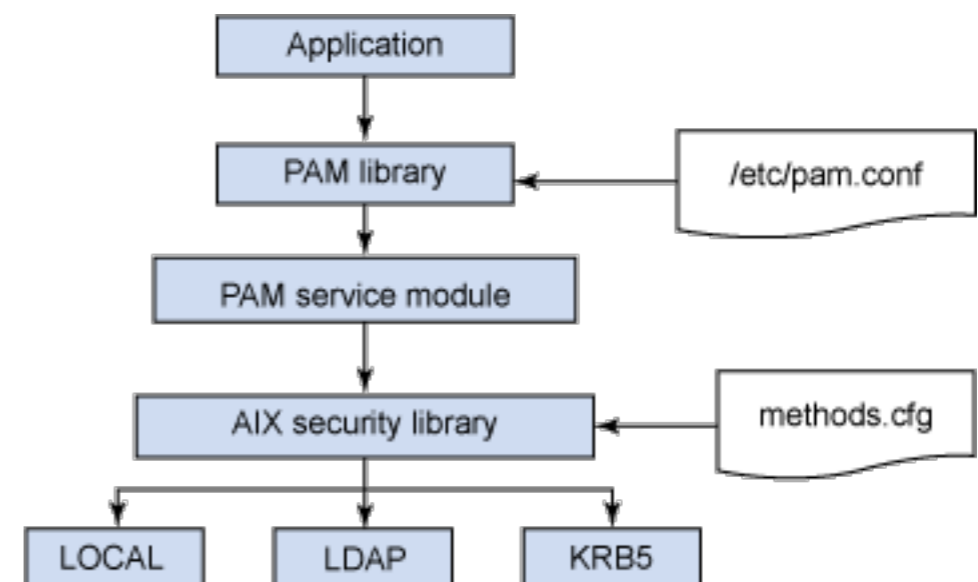 Application
PAM library
/etc/pam.conf
PAM service module
AIX security library
methods.cfg
LOCAL
LDAP
KRB5